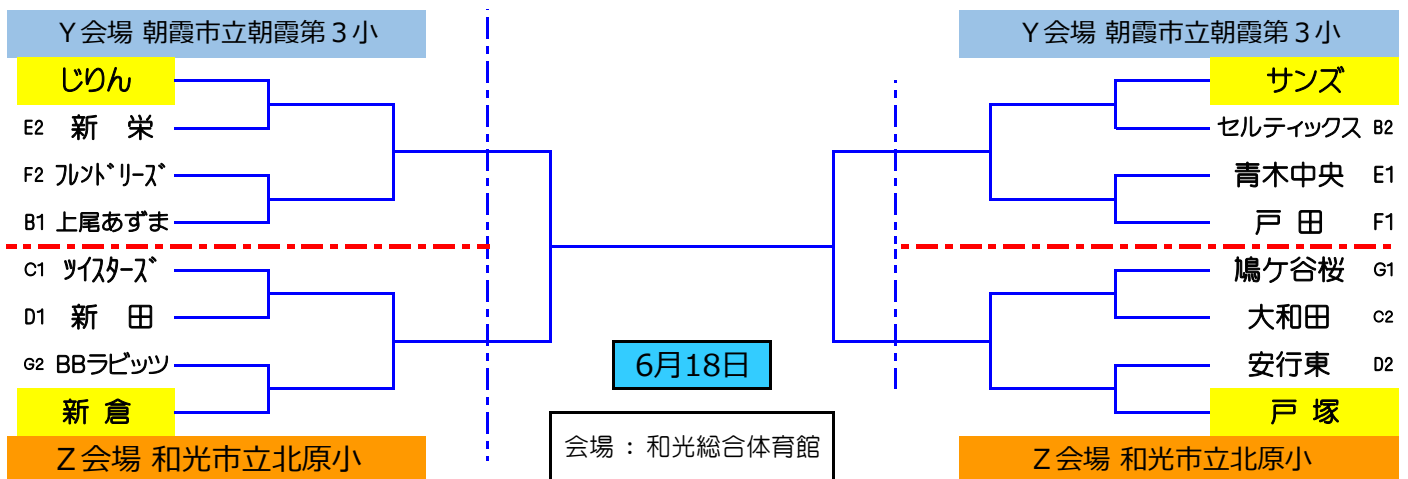 Y会場 朝霞市立朝霞第3小
じりん
E2 新 栄
F2 ﾌﾚﾝﾄﾞﾘｰｽﾞ
B1 上尾あずま
C1 ﾂｲｽﾀｰｽﾞ
D1 新 田
G2 BBラビッツ
新 倉
Z会場 和光市立北原小
6月18日
会場 : 和光総合体育館
Y会場 朝霞市立朝霞第3小
サンズ
セルティックス B2
青木中央 E1
戸 田 F1
鳩ケ谷桜 G1
大和田 C2
安行東 D2
戸 塚
Z会場 和光市立北原小